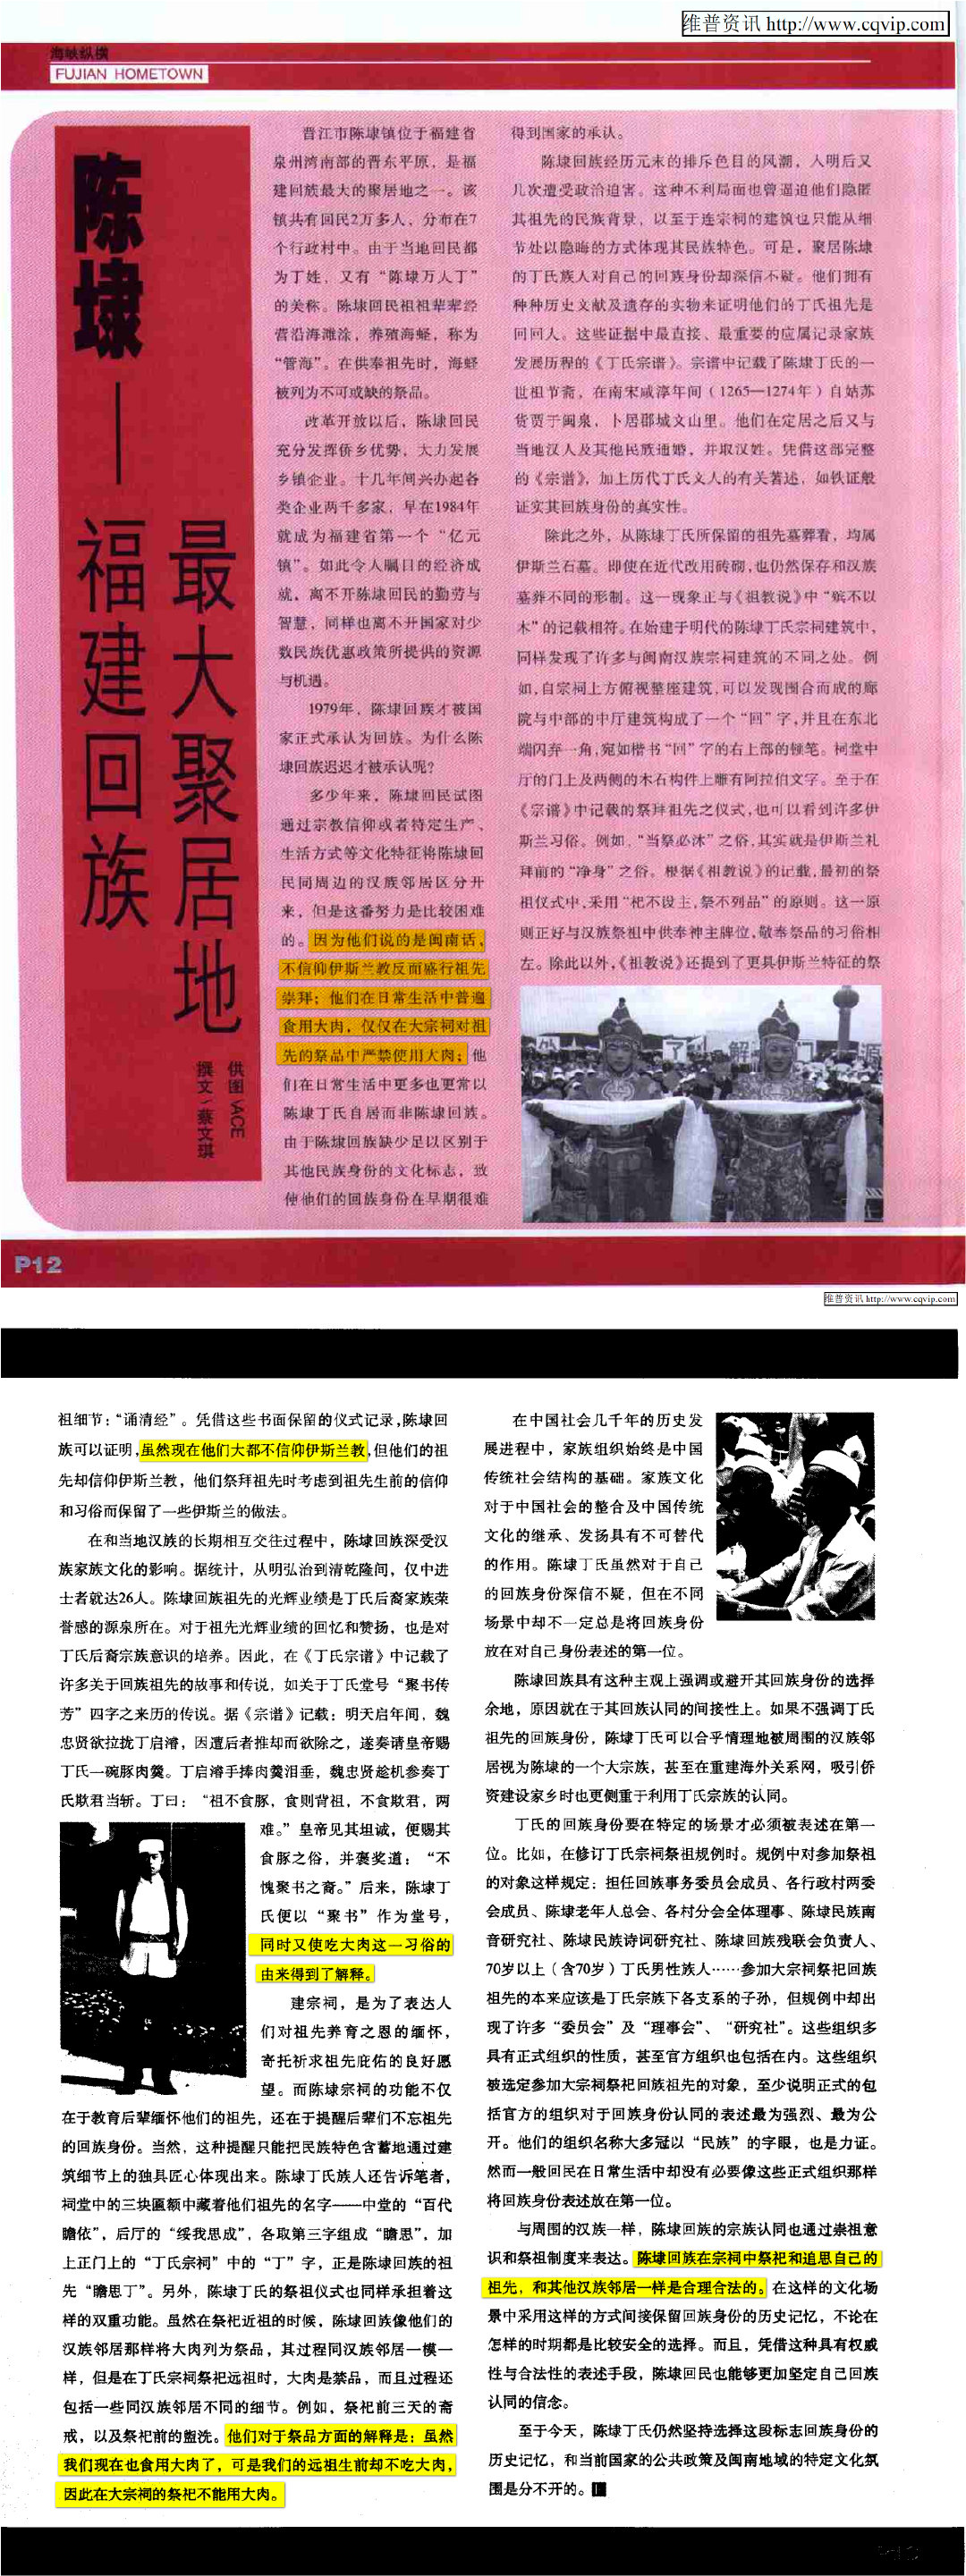 维普资讯 http://www.cqvip.com
海峡纵横
FUJIAN HOMETOWN
陈埭——
福建回族
最大聚居地
撰文\蔡文琪
供图\ACE
晋江市陈埭镇位于福建省
泉州湾南部的晋东平原，是福
建回族最大的聚居地之一。该
镇共有回民2万多人，分布在7
个行政村中。由于当地回民都
为丁姓，又有“陈埭万人丁”
的美称。陈埭回民祖祖辈辈经
营沿海滩涂，养殖海蛏，称为
“管海”。在供奉祖先时，海蛏
被列为不可或缺的祭品。
改革开放以后，陈埭回民
充分发挥侨乡优势，大力发展
乡镇企业。十几年间兴办起各
类企业两千多家，早在1984年
就成为福建省第一个“亿元
镇”。如此令人瞩目的经济成
就，离不开陈埭回民的勤劳与
智慧，同样也离不开国家对少
数民族优惠政策所提供的资源
与机遇。
1979年，陈埭回族才被国
家正式承认为回族。为什么陈
埭回族迟迟才被承认呢?
多少年来，陈埭回民试图
通过宗教信仰或者特定生产、
生活方式等文化特征将陈埭回
民同周边的汉族邻居区分开
来，但是这番努力是比较困难
的。因为他们说的是闽南话，
不信仰伊斯兰教反而盛行祖先
崇拜；他们在日常生活中普遍
食用大肉，仅仅在大宗祠对祖
先的祭品中严禁使用大肉；他
们在日常生活中更多也更常以
陈埭丁氏自居而非陈埭回族。
由于陈埭回族缺少足以区别于
其他民族身份的文化标志，致
使他们的回族身份在早期很难
得到国家的承认。
陈埭回族经历元末的排斥色目的风潮，入明后又
几次遭受政治迫害。这种不利局面也曾逼迫他们隐匿
其祖先的民族背景，以至于连宗祠的建筑也只能从细
节处以隐晦的方式体现其民族特色。可是，聚居陈埭
的丁氏族人对自己的回族身份却深信不疑。他们拥有
种种历史文献及遗存的实物来证明他们的丁氏祖先是
回回人。这些证据中最直接、最重要的应属记录家族
发展历程的《丁氏宗谱》。宗谱中记载了陈埭丁氏的一
世祖节斋，在南宋咸淳年间（1265—1274年）自姑苏
货贾于闽泉，卜居郡城文山里。他们在定居之后又与
当地汉人及其他民族通婚，并取汉姓。凭借这部完整
的《宗谱》，加上历代丁氏文人的有关著述，如铁证般
证实其回族身份的真实性。
除此之外，从陈埭丁氏所保留的祖先墓葬看，均属
伊斯兰石墓。即使在近代改用砖砌，也仍然保存和汉族
墓葬不同的形制。这一现象正与《祖教说》中“殡不以
木”的记载相符。在始建于明代的陈埭丁氏宗祠建筑中，
同样发现了许多与闽南汉族宗祠建筑的不同之处。例
如，自宗祠上方俯视整座建筑，可以发现围合而成的廊
院与中部的中厅建筑构成了一个“回”字，并且在东北
端闪弃一角，宛如楷书“回”字的右上部的顿笔。祠堂中
厅的门上及两侧的木石构件上雕有阿拉伯文字。至于在
《宗谱》中记载的祭拜祖先之仪式，也可以看到许多伊
斯兰习俗。例如，“当祭必沐”之俗，其实就是伊斯兰礼
拜前的“净身”之俗。根据《祖教说》的记载，最初的祭
祖仪式中，采用“祀不设主，祭不列品”的原则。这一原
则正好与汉族祭祖中供奉神主牌位，敬奉祭品的习俗相
左。除此以外，《祖教说》还提到了更具伊斯兰特征的祭
P12
维普资讯 http://www.cqvip.com
祖细节：“诵清经”。凭借这些书面保留的仪式记录，陈埭回
族可以证明，虽然现在他们大都不信仰伊斯兰教，但他们的祖
先却信仰伊斯兰教，他们祭拜祖先时考虑到祖先生前的信仰
和习俗而保留了一些伊斯兰的做法。
在和当地汉族的长期相互交往过程中，陈埭回族深受汉
族家族文化的影响。据统计，从明弘治到清乾隆间，仅中进
士者就达26人。陈埭回族祖先的光辉业绩是丁氏后裔家族荣
誉感的源泉所在。对于祖先光辉业绩的回忆和赞扬，也是对
丁氏后裔宗族意识的培养。因此，在《丁氏宗谱》中记载了
许多关于回族祖先的故事和传说，如关于丁氏堂号“聚书传
芳”四字之来历的传说。据《宗谱》记载：明天启年间，魏
忠贤欲拉拢丁启濬，因遭后者推却而欲除之，遂奏请皇帝赐
丁氏一碗豚肉羹。丁启濬手捧肉羹泪垂，魏忠贤趁机参奏丁
氏欺君当斩。丁曰：“祖不食豚，食则背祖，不食欺君，两
难。”皇帝见其坦诚，便赐其
食豚之俗，并褒奖道：“不
愧聚书之裔。”后来，陈埭丁
氏便以“聚书”作为堂号，
同时又使吃大肉这一习俗的
由来得到了解释。
建宗祠，是为了表达人
们对祖先养育之恩的缅怀，
寄托祈求祖先庇佑的良好愿
望。而陈埭宗祠的功能不仅
在于教育后辈缅怀他们的祖先，还在于提醒后辈们不忘祖先
的回族身份。当然，这种提醒只能把民族特色含蓄地通过建
筑细节上的独具匠心体现出来。陈埭丁氏族人还告诉笔者，
祠堂中的三块匾额中藏着他们祖先的名字——中堂的“百代
瞻依”，后厅的“绥我思成”，各取第三字组成“瞻思”，加
上正门上的“丁氏宗祠”中的“丁”字，正是陈埭回族的祖
先“瞻思丁”。另外，陈埭丁氏的祭祖仪式也同样承担着这
样的双重功能。虽然在祭祀近祖的时候，陈埭回族像他们的
汉族邻居那样将大肉列为祭品，其过程同汉族邻居一模一
样，但是在丁氏宗祠祭祀远祖时，大肉是禁品，而且过程还
包括一些同汉族邻居不同的细节。例如，祭祀前三天的斋
戒，以及祭祀前的盥洗。他们对于祭品方面的解释是：虽然
我们现在也食用大肉了，可是我们的远祖生前却不吃大肉，
因此在大宗祠的祭祀不能用大肉。
在中国社会几千年的历史发
展进程中，家族组织始终是中国
传统社会结构的基础。家族文化
对于中国社会的整合及中国传统
文化的继承、发扬具有不可替代
的作用。陈埭丁氏虽然对于自己
的回族身份深信不疑，但在不同
场景中却不一定总是将回族身份
放在对自己身份表述的第一位。
陈埭回族具有这种主观上强调或避开其回族身份的选择
余地，原因就在于其回族认同的间接性上。如果不强调丁氏
祖先的回族身份，陈埭丁氏可以合乎情理地被周围的汉族邻
居视为陈埭的一个大宗族，甚至在重建海外关系网，吸引侨
资建设家乡时也更侧重于利用丁氏宗族的认同。
丁氏的回族身份要在特定的场景才必须被表述在第一
位。比如，在修订丁氏宗祠祭祖规例时。规例中对参加祭祖
的对象这样规定：担任回族事务委员会成员、各行政村两委
会成员、陈埭老年人总会、各村分会全体理事、陈埭民族南
音研究社、陈埭民族诗词研究社、陈埭回族残联会负责人、
70岁以上（含70岁）丁氏男性族人……参加大宗祠祭祀回族
祖先的本来应该是丁氏宗族下各支系的子孙，但规例中却出
现了许多“委员会”及“理事会”、“研究社”。这些组织多
具有正式组织的性质，甚至官方组织也包括在内。这些组织
被选定参加大宗祠祭祀回族祖先的对象，至少说明正式的包
括官方的组织对于回族身份认同的表述最为强烈、最为公
开。他们的组织名称大多冠以“民族”的字眼，也是力证。
然而一般回民在日常生活中却没有必要像这些正式组织那样
将回族身份表述放在第一位。
与周围的汉族一样，陈埭回族的宗族认同也通过崇祖意
识和祭祖制度来表达。陈埭回族在宗祠中祭祀和追思自己的
祖先，和其他汉族邻居一样是合理合法的。在这样的文化场
景中采用这样的方式间接保留回族身份的历史记忆，不论在
怎样的时期都是比较安全的选择。而且，凭借这种具有权威
性与合法性的表述手段，陈埭回民也能够更加坚定自己回族
认同的信念。
至于今天，陈埭丁氏仍然坚持选择这段标志回族身份的
历史记忆，和当前国家的公共政策及闽南地域的特定文化氛
围是分不开的。